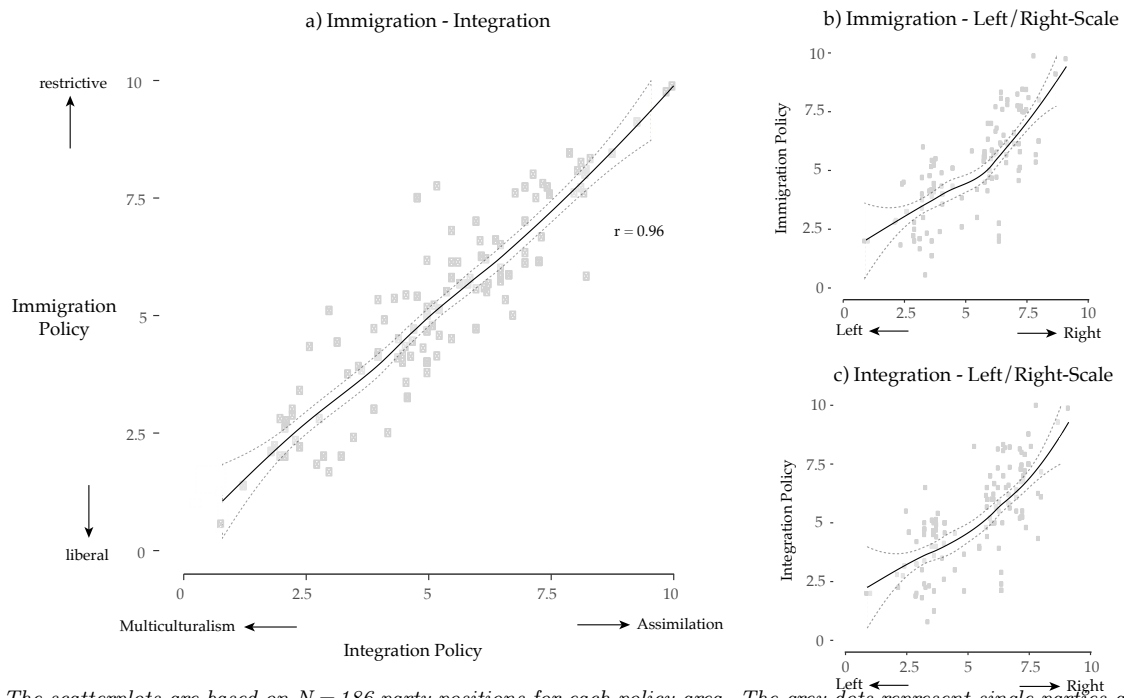 a) Immigration - Integration
restrictive
10
7.5
5
2.5
0
Immigration
Policy
liberal
r = 0.96
0
2.5
5
7.5
10
Multiculturalism
Assimilation
Integration Policy
b) Immigration - Left/Right-Scale
Immigration Policy
10
7.5
5
2.5
0
0
2.5
5
7.5
10
Left
Right
c) Integration - Left/Right-Scale
Integration Policy
10
7.5
5
2.5
0
0
2.5
5
7.5
10
Left
Right
The scatterplots are based on N = 186 party positions for each policy area. The grey dots represent single parties